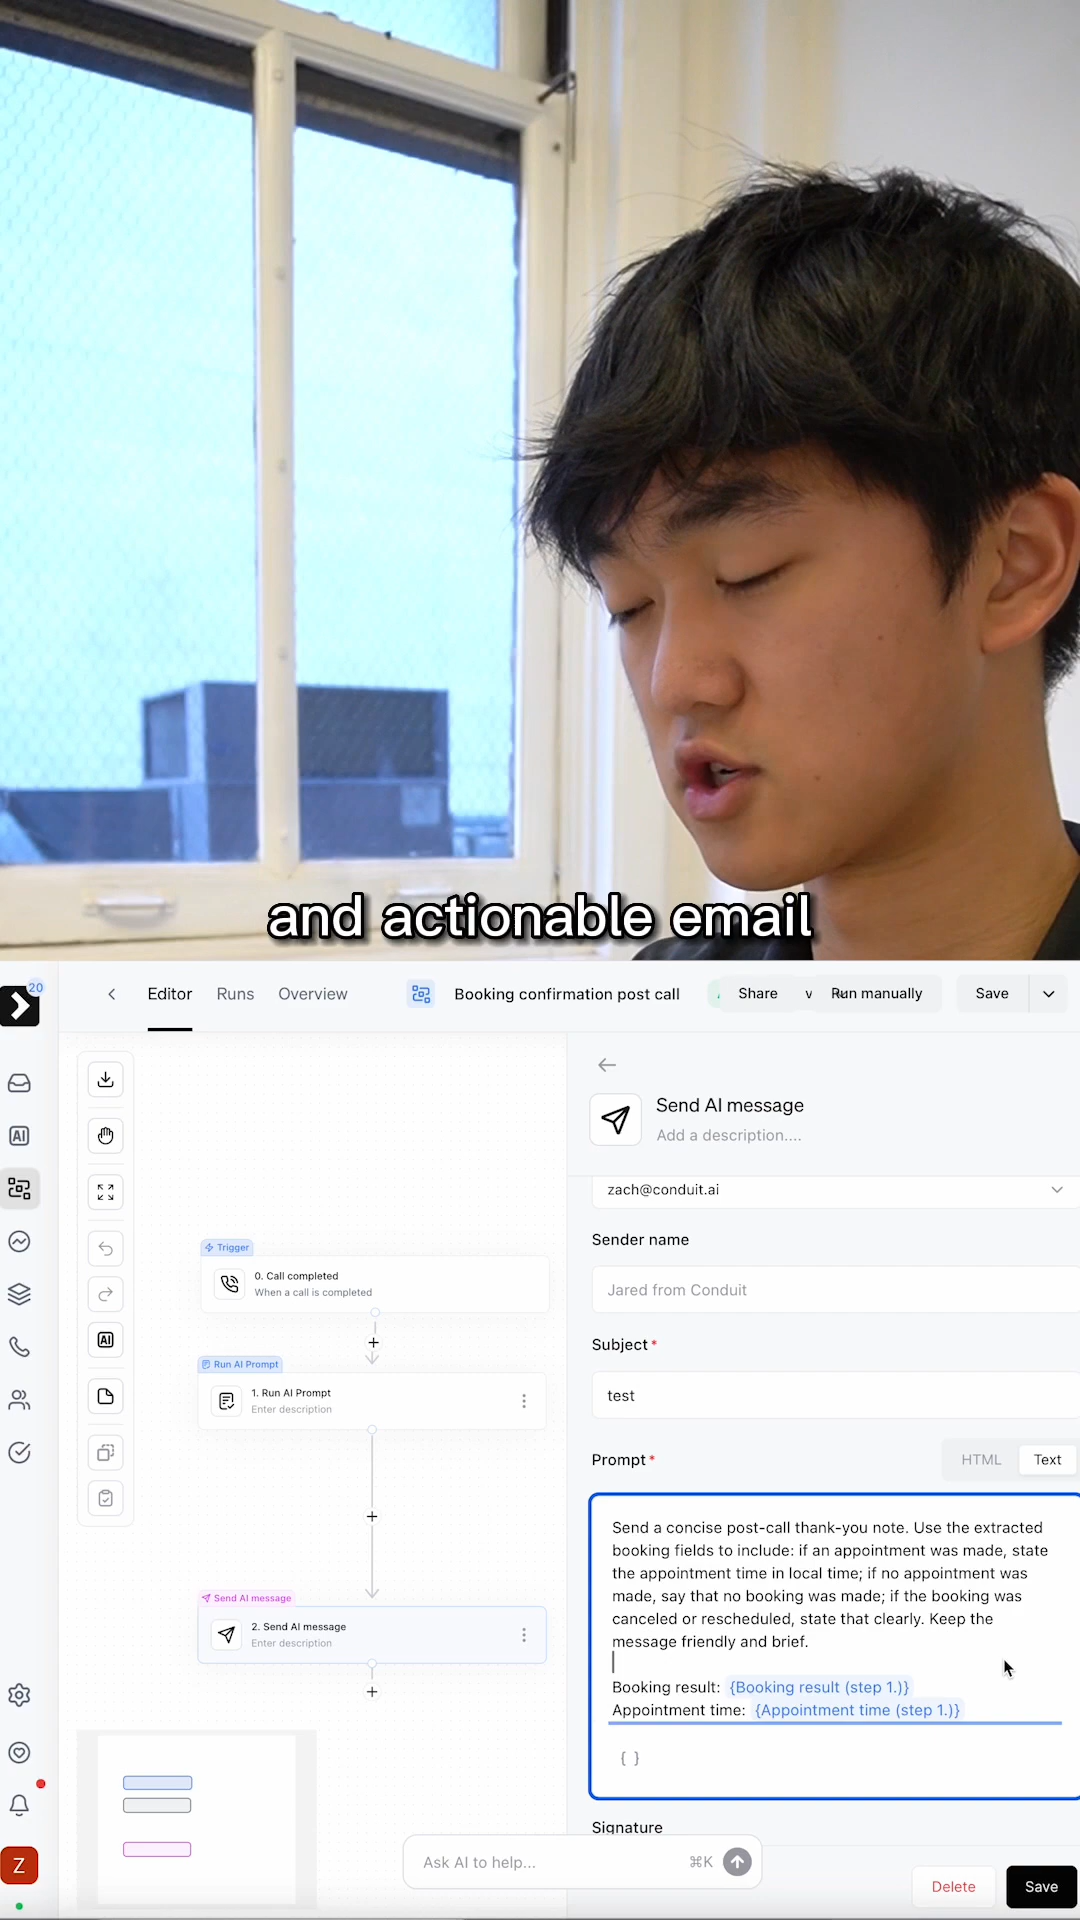 and actionable email
20
Editor
Runs
Overview
Booking confirmation post call
Share
Run manually
Save
Send AI message
Add a description....
AI
zach@conduit.ai
Sender name
Jared from Conduit
Trigger
0. Call completed
When a call is completed
Subject*
AI
Run AI Prompt
1. Run AI Prompt
Enter description
test
Prompt*
HTML
Text
Send a concise post-call thank-you note. Use the extracted
booking fields to include: if an appointment was made, state
the appointment time in local time; if no appointment was
made, say that no booking was made; if the booking was
canceled or rescheduled, state that clearly. Keep the
message friendly and brief.
Send AI message
2. Send AI message
Enter description
Booking result: {Booking result (step 1.)}
Appointment time: {Appointment time (step 1.)}
{ }
Signature
Ask AI to help...
⌘K
Z
Delete
Save